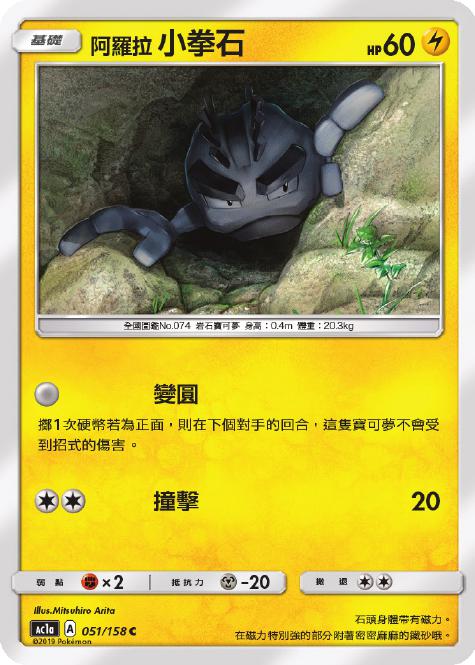 基礎 阿羅拉 小拳石 HP60
全國圖鑑No.074 岩石寶可夢 身高：0.4m 體重：20.3kg
變圓
擲1次硬幣若為正面，則在下個對手的回合，這隻寶可夢不會受
到招式的傷害。
撞擊 20
弱點 ×2 抵抗力 -20 撤退
Illus.Mitsuhiro Arita
AC1a A 051/158 C
©2019 Pokémon
石頭身體帶有磁力。
在磁力特別強的部分附著密密麻麻的鐵砂哦。